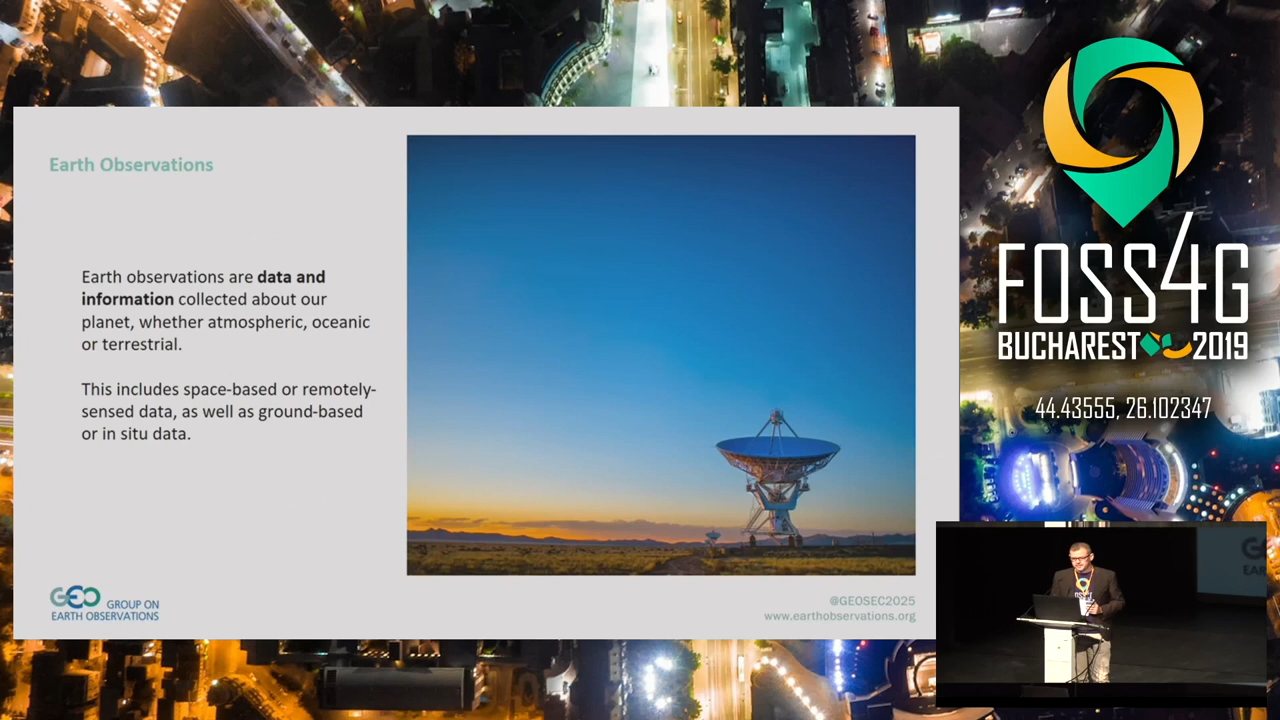 Earth Observations
Earth observations are data and
information collected about our
planet, whether atmospheric, oceanic
or terrestrial.
This includes space-based or remotely-
sensed data, as well as ground-based
or in situ data.
GEO GROUP ON
EARTH OBSERVATIONS
@GEOSEC2025
www.earthobservations.org
FOSS4G
BUCHAREST 2019
44.43555, 26.102347